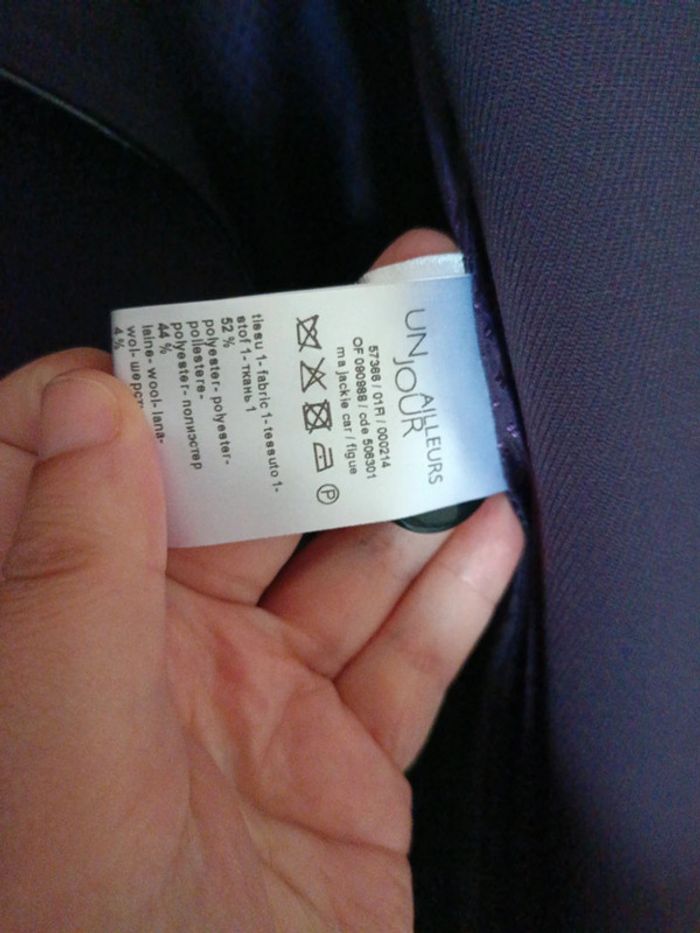 UN
JOUR
AILLEURS
57366 / 01R / 000214
OF 090988 / cde 506301
ma jackie car / figue
P
tissu 1- fabric 1- tessuto 1-
stof 1- ткань 1
52 %
polyester- polyester-
poliestere-
polyester- полиэстер
44 %
laine- wool- lana-
wol- шерсть
4 %